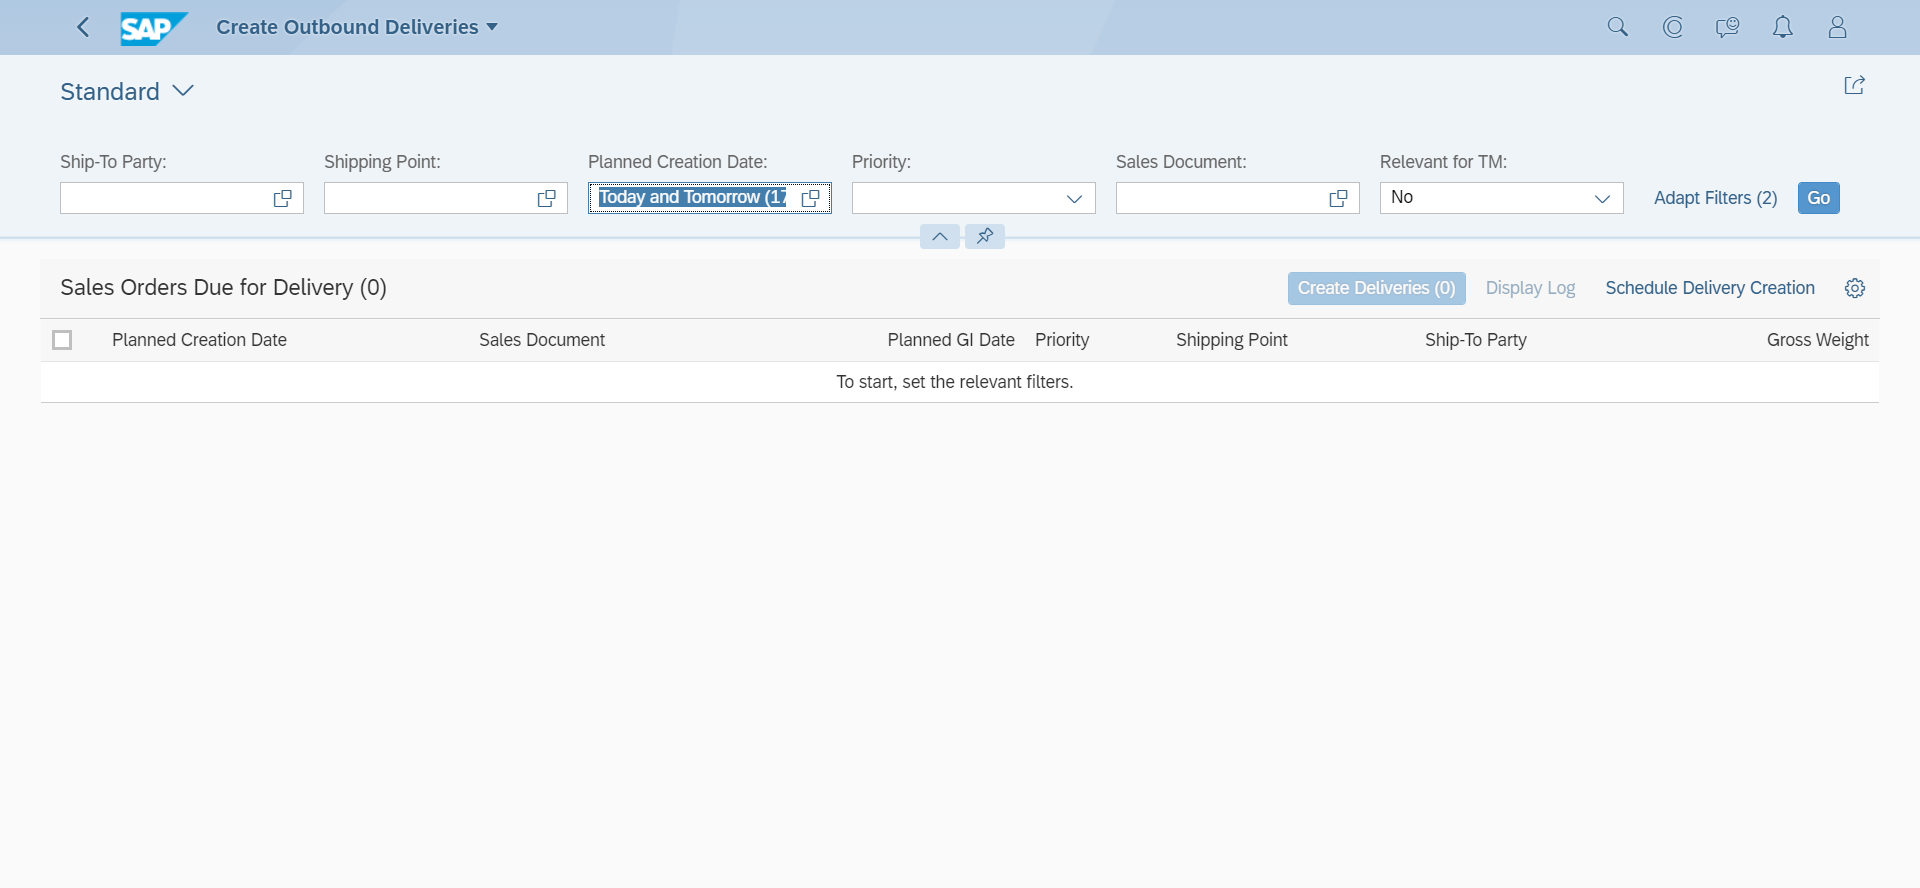 SAP Create Outbound Deliveries
Standard
Ship-To Party: Shipping Point: Planned Creation Date: Priority: Sales Document: Relevant for TM:
Today and Tomorrow (17 No Adapt Filters (2) Go
Sales Orders Due for Delivery (0) Create Deliveries (0) Display Log Schedule Delivery Creation
Planned Creation Date Sales Document Planned GI Date Priority Shipping Point Ship-To Party Gross Weight
To start, set the relevant filters.